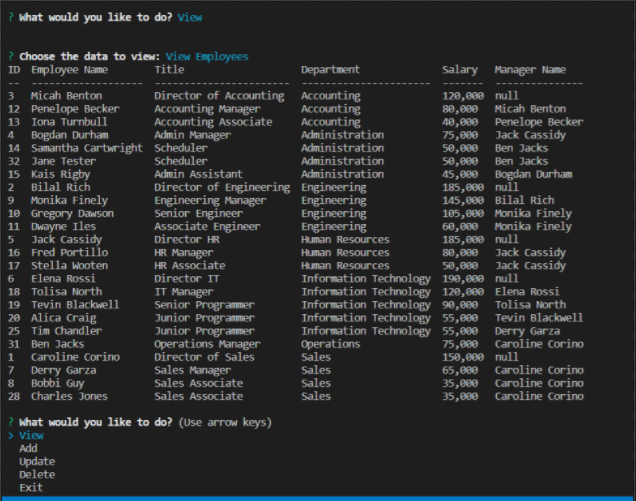 ? What would you like to do? View
? Choose the data to view: View Employees
ID  Employee Name        Title                    Department              Salary   Manager Name
--  -------------------  -----------------------  ----------------------  -------  ---------------
3   Micah Benton         Director of Accounting   Accounting              120,000  null
12  Penelope Becker      Accounting Manager       Accounting              80,000   Micah Benton
13  Iona Turnbull        Accounting Associate     Accounting              40,000   Penelope Becker
4   Bogdan Durham        Admin Manager            Administration          75,000   Jack Cassidy
14  Samantha Cartwright  Scheduler                Administration          50,000   Ben Jacks
32  Jane Tester          Scheduler                Administration          50,000   Ben Jacks
15  Kais Rigby           Admin Assistant          Administration          45,000   Bogdan Durham
2   Bilal Rich           Director of Engineering  Engineering             185,000  null
9   Monika Finely        Engineering Manager      Engineering             145,000  Bilal Rich
10  Gregory Dawson       Senior Engineer          Engineering             105,000  Monika Finely
11  Dwayne Iles          Associate Engineer       Engineering             60,000   Monika Finely
5   Jack Cassidy         Director HR              Human Resources         185,000  null
16  Fred Portillo        HR Manager               Human Resources         80,000   Jack Cassidy
17  Stella Wooten        HR Associate             Human Resources         50,000   Jack Cassidy
6   Elena Rossi          Director IT              Information Technology  190,000  null
18  Tolisa North         IT Manager               Information Technology  120,000  Elena Rossi
19  Tevin Blackwell      Senior Programmer        Information Technology  90,000   Tolisa North
20  Alica Craig          Junior Programmer        Information Technology  55,000   Tevin Blackwell
25  Tim Chandler         Junior Programmer        Information Technology  55,000   Derry Garza
31  Ben Jacks            Operations Manager       Operations              75,000   Caroline Corino
1   Caroline Corino      Director of Sales        Sales                   150,000  null
7   Derry Garza          Sales Manager            Sales                   65,000   Caroline Corino
8   Bobbi Guy            Sales Associate          Sales                   35,000   Caroline Corino
28  Charles Jones        Sales Associate          Sales                   35,000   Caroline Corino
? What would you like to do? (Use arrow keys)
> View
Add
Update
Delete
Exit